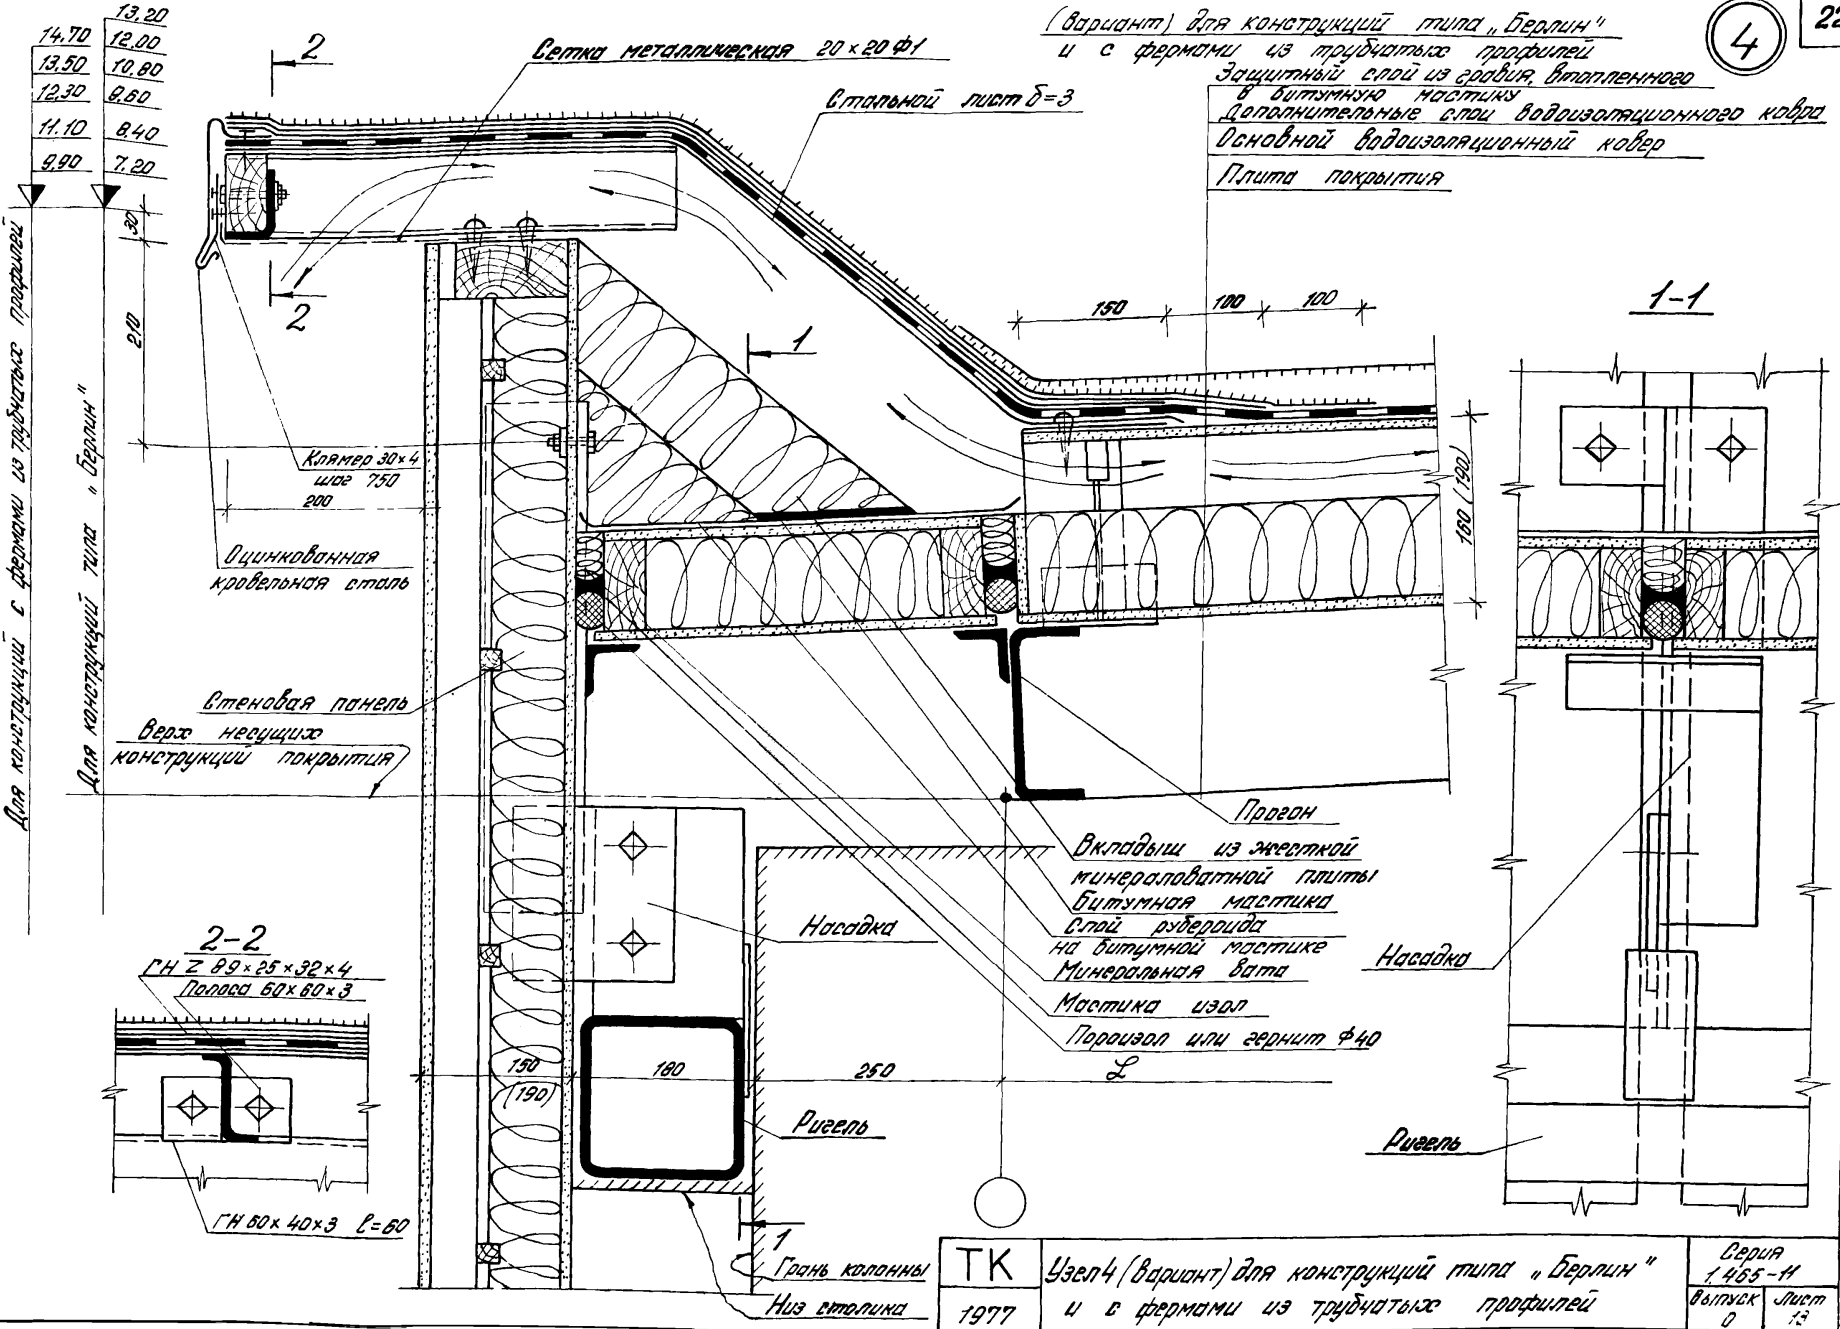 (вариант) для конструкций типа „Берлин“
и с фермами из трубчатых профилей
4
22
13,20
14,70 12,00
13,50 10,80
12,30 9,60
11,10 8,40
9,90 7,20
2
Сетка металлическая 20×20 ф1
Стальной лист δ=3
Защитный слой из гравия, втопленного
в битумную мастику
Дополнительные слои водоизоляционного ковра
Основной водоизоляционный ковер
Плита покрытия
30
210
2
1
150 100 100
160 (190)
1-1
Для конструкций с фермами из трубчатых профилей
Для конструкций типа „Берлин“
Клямер 30×4
шаг 750
200
Оцинкованная
кровельная сталь
Стеновая панель
Верх несущих
конструкций покрытия
Прогон
Вкладыш из жесткой
минераловатной плиты
Битумная мастика
Слой рубероида
на битумной мастике
Минеральная вата
Мастика изол
Пороизол или гернит ф40
Насадка
Насадка
2-2
ГН Z 89×25×32×4
Полоса 60×60×3
ГН 60×40×3 ℓ=60
150
(190)
180
250
L
Ригель
Ригель
1
Грань колонны
Низ столика
ТК
1977
Узел 4 (вариант) для конструкций типа „Берлин“
и с фермами из трубчатых профилей
Серия
1.465-11
Выпуск
0
Лист
13